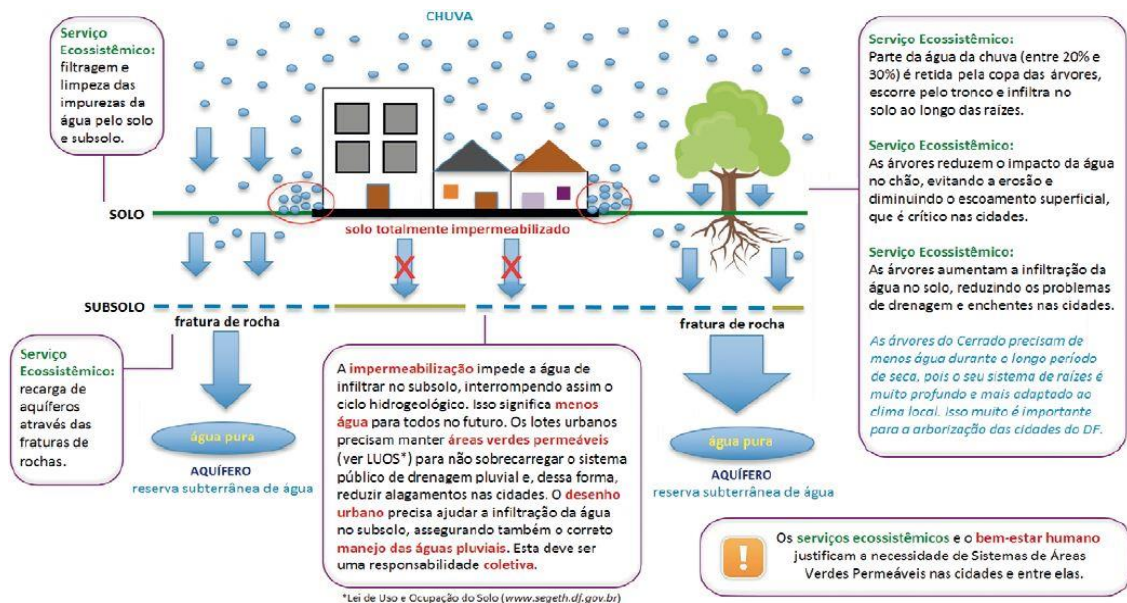 CHUVA
Serviço
Ecossistêmico:
filtragem e
limpeza das
impurezas da
água pelo solo
e subsolo.
SOLO
solo totalmente impermeabilizado
SUBSOLO
fratura de rocha
fratura de rocha
Serviço
Ecossistêmico:
recarga de
aquíferos
através das
fraturas de
rochas.
água pura
AQUÍFERO
reserva subterrânea de água
A impermeabilização impede a água de
infiltrar no subsolo, interrompendo assim o
ciclo hidrogeológico. Isso significa menos
água para todos no futuro. Os lotes urbanos
precisam manter áreas verdes permeáveis
(ver LUOS*) para não sobrecarregar o sistema
público de drenagem pluvial e, dessa forma,
reduzir alagamentos nas cidades. O desenho
urbano precisa ajudar a infiltração da água
no subsolo, assegurando também o correto
manejo das águas pluviais. Esta deve ser
uma responsabilidade coletiva.
*Lei de Uso e Ocupação do Solo (www.segeth.df.gov.br)
água pura
AQUÍFERO
reserva subterrânea de água
Serviço Ecossistêmico:
Parte da água da chuva (entre 20% e
30%) é retida pela copa das árvores,
escorre pelo tronco e infiltra no
solo ao longo das raízes.
Serviço Ecossistêmico:
As árvores reduzem o impacto da água
no chão, evitando a erosão e
diminuindo o escoamento superficial,
que é crítico nas cidades.
Serviço Ecossistêmico:
As árvores aumentam a infiltração da
água no solo, reduzindo os problemas
de drenagem e enchentes nas cidades.
As árvores do Cerrado precisam de
menos água durante o longo período
de seca, pois o seu sistema de raízes é
muito profundo e mais adaptado ao
clima local. Isso muito é importante
para a arborização das cidades do DF.
!
Os serviços ecossistêmicos e o bem-estar humano
justificam a necessidade de Sistemas de Áreas
Verdes Permeáveis nas cidades e entre elas.